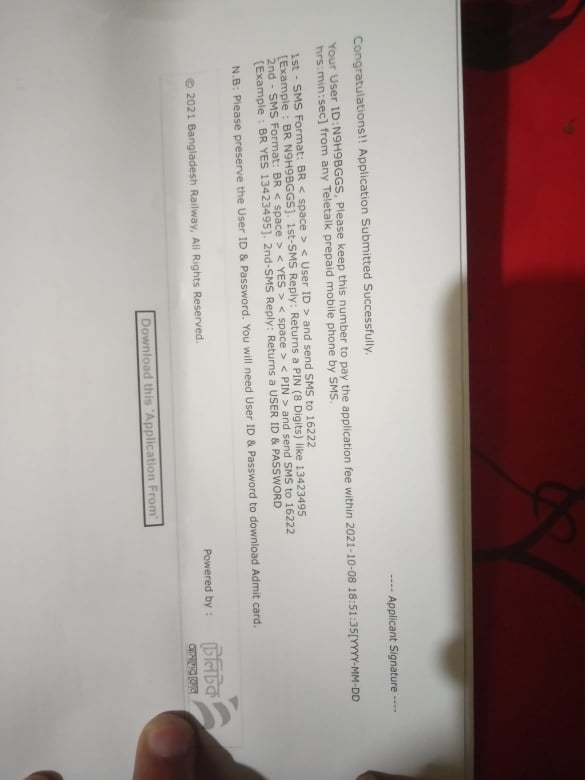 ---- Applicant Signature ----
Congratulations!! Application Submitted Successfully.
Your User ID:N9H9BGGS, Please keep this number to pay the application fee within 2021-10-08 18:51:35[YYYY-MM-DD
hrs:min:sec] from any Teletalk prepaid mobile phone by SMS.
1st - SMS Format: BR < space > < User ID > and send SMS to 16222
[Example : BR N9H9BGGS]. 1st-SMS Reply: Returns a PIN (8 Digits) like 13423495
2nd - SMS Format: BR < space > < YES > < space > < PIN > and send SMS to 16222
[Example : BR YES 13423495]. 2nd-SMS Reply: Returns a USER ID & PASSWORD
N.B: Please preserve the User ID & Password. You will need User ID & Password to download Admit card.
© 2021 Bangladesh Railway, All Rights Reserved.
Powered by :
টেলিটক
আমাদের ফোন
Download this 'Application From'